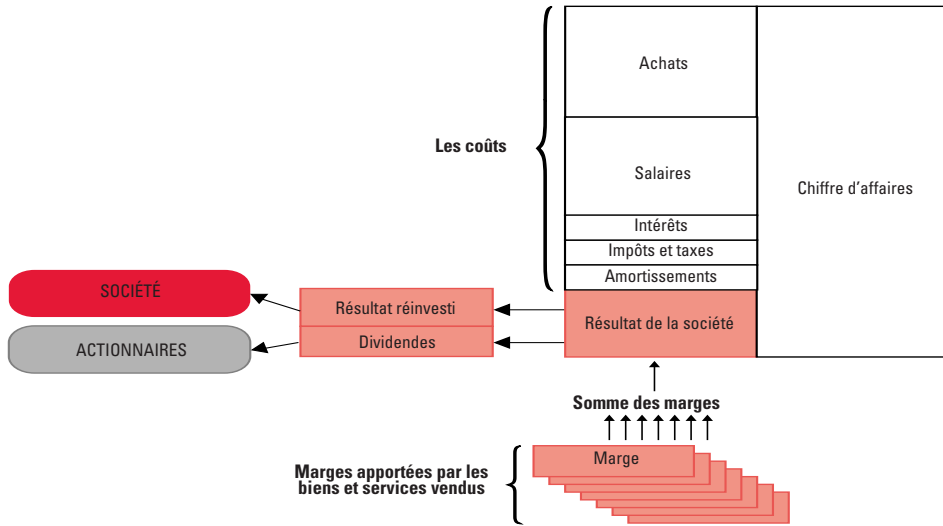 Achats
Les coûts
Salaires
Chiffre d'affaires
Intérêts
Impôts et taxes
Amortissements
SOCIÉTÉ
Résultat réinvesti
Résultat de la société
Dividendes
ACTIONNAIRES
Somme des marges
Marge
Marges apportées par les
biens et services vendus